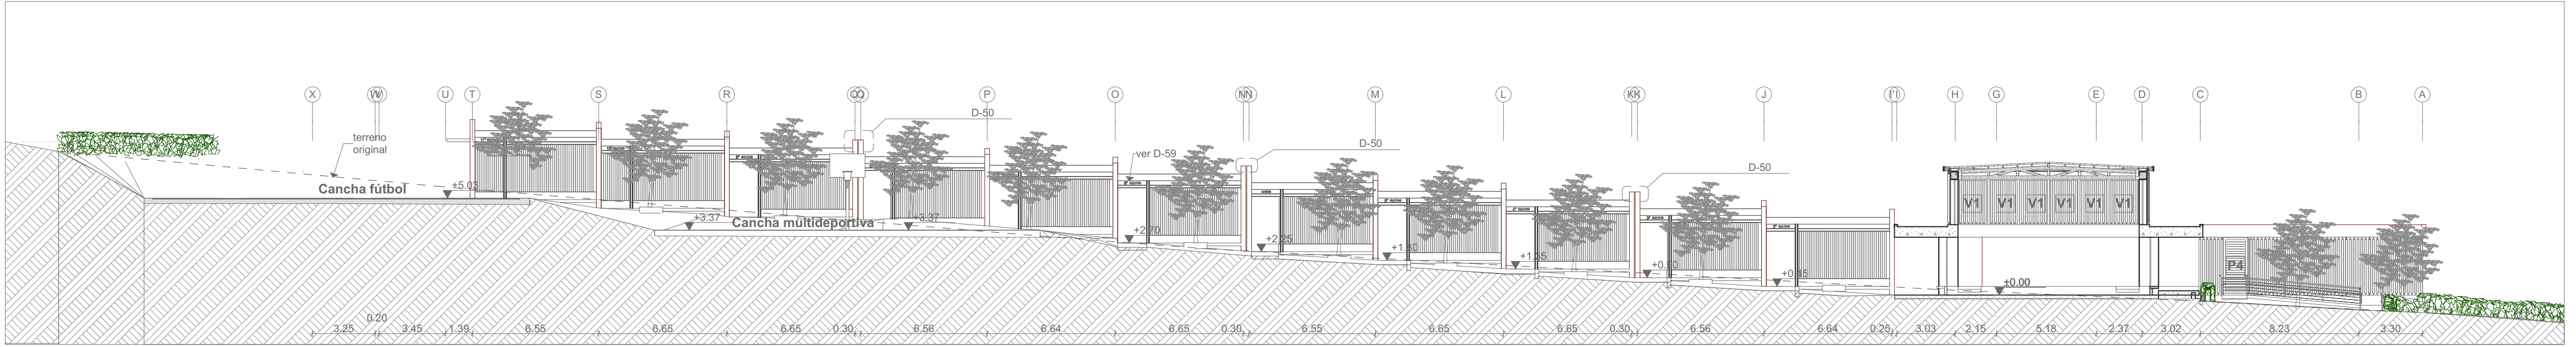 X W V U T S R Q Q P O Ñ N M L K K J I' I H G E D C B A
D-50
D-50
D-50
terreno
original
ver D-59
Cancha fútbol
+5.03
Cancha multideportiva
+3.37
+3.37
+2.70
+2.25
+1.80
+1.35
+0.90
+0.45
±0.00
V1 V1 V1 V1 V1 V1
P4
0.20
3.25 3.45 1.39 6.55 6.65 6.65 0.30 6.56 6.64 6.65 0.30 6.55 6.65 6.65 0.30 6.56 6.64 0.25 3.03 2.15 5.18 2.37 3.02 8.23 3.30